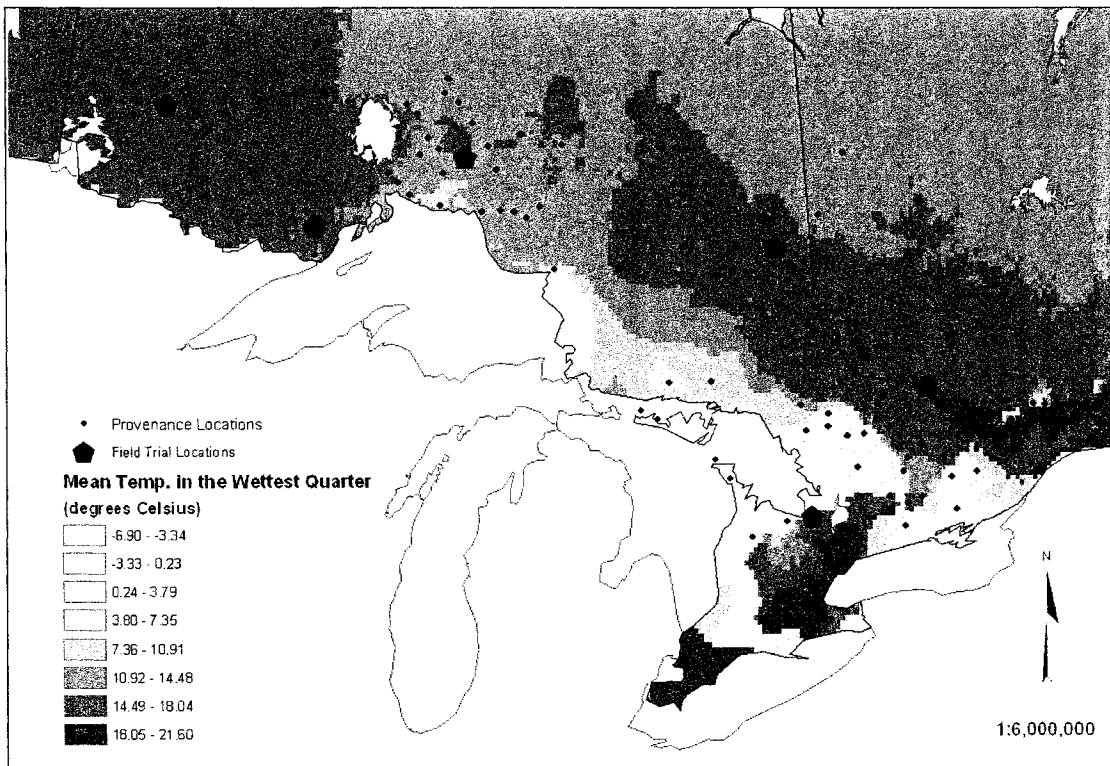 Provenance Locations
Field Trial Locations
Mean Temp. in the Wettest Quarter
(degrees Celsius)
-6.90 - -3.34
-3.33 - 0.23
0.24 - 3.79
3.80 - 7.35
7.36 - 10.91
10.92 - 14.48
14.49 - 18.04
18.05 - 21.60
N
1:6,000,000